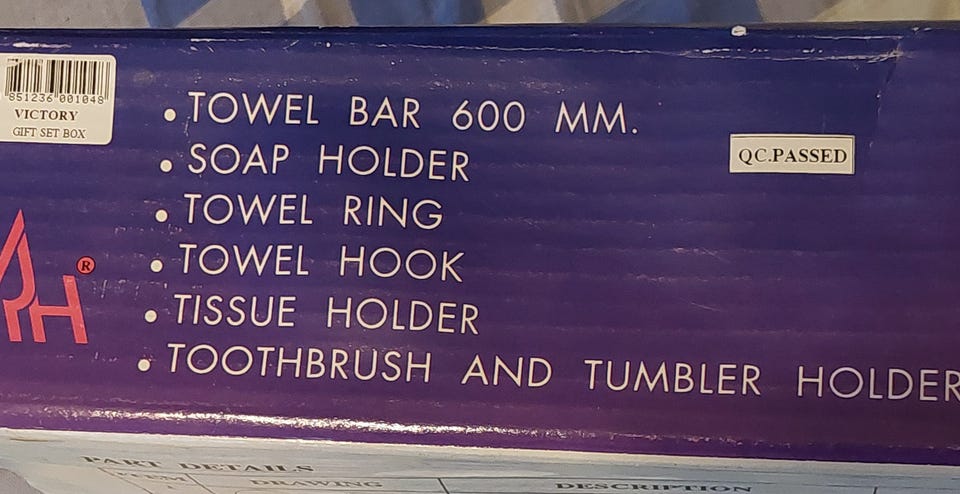 851236 001048
VICTORY
GIFT SET BOX
• TOWEL BAR 600 MM.
• SOAP HOLDER
• TOWEL RING
• TOWEL HOOK
• TISSUE HOLDER
• TOOTHBRUSH AND TUMBLER HOLDER
QC.PASSED
®
PART DETAILS
ITEM DRAWING DESCRIPTION